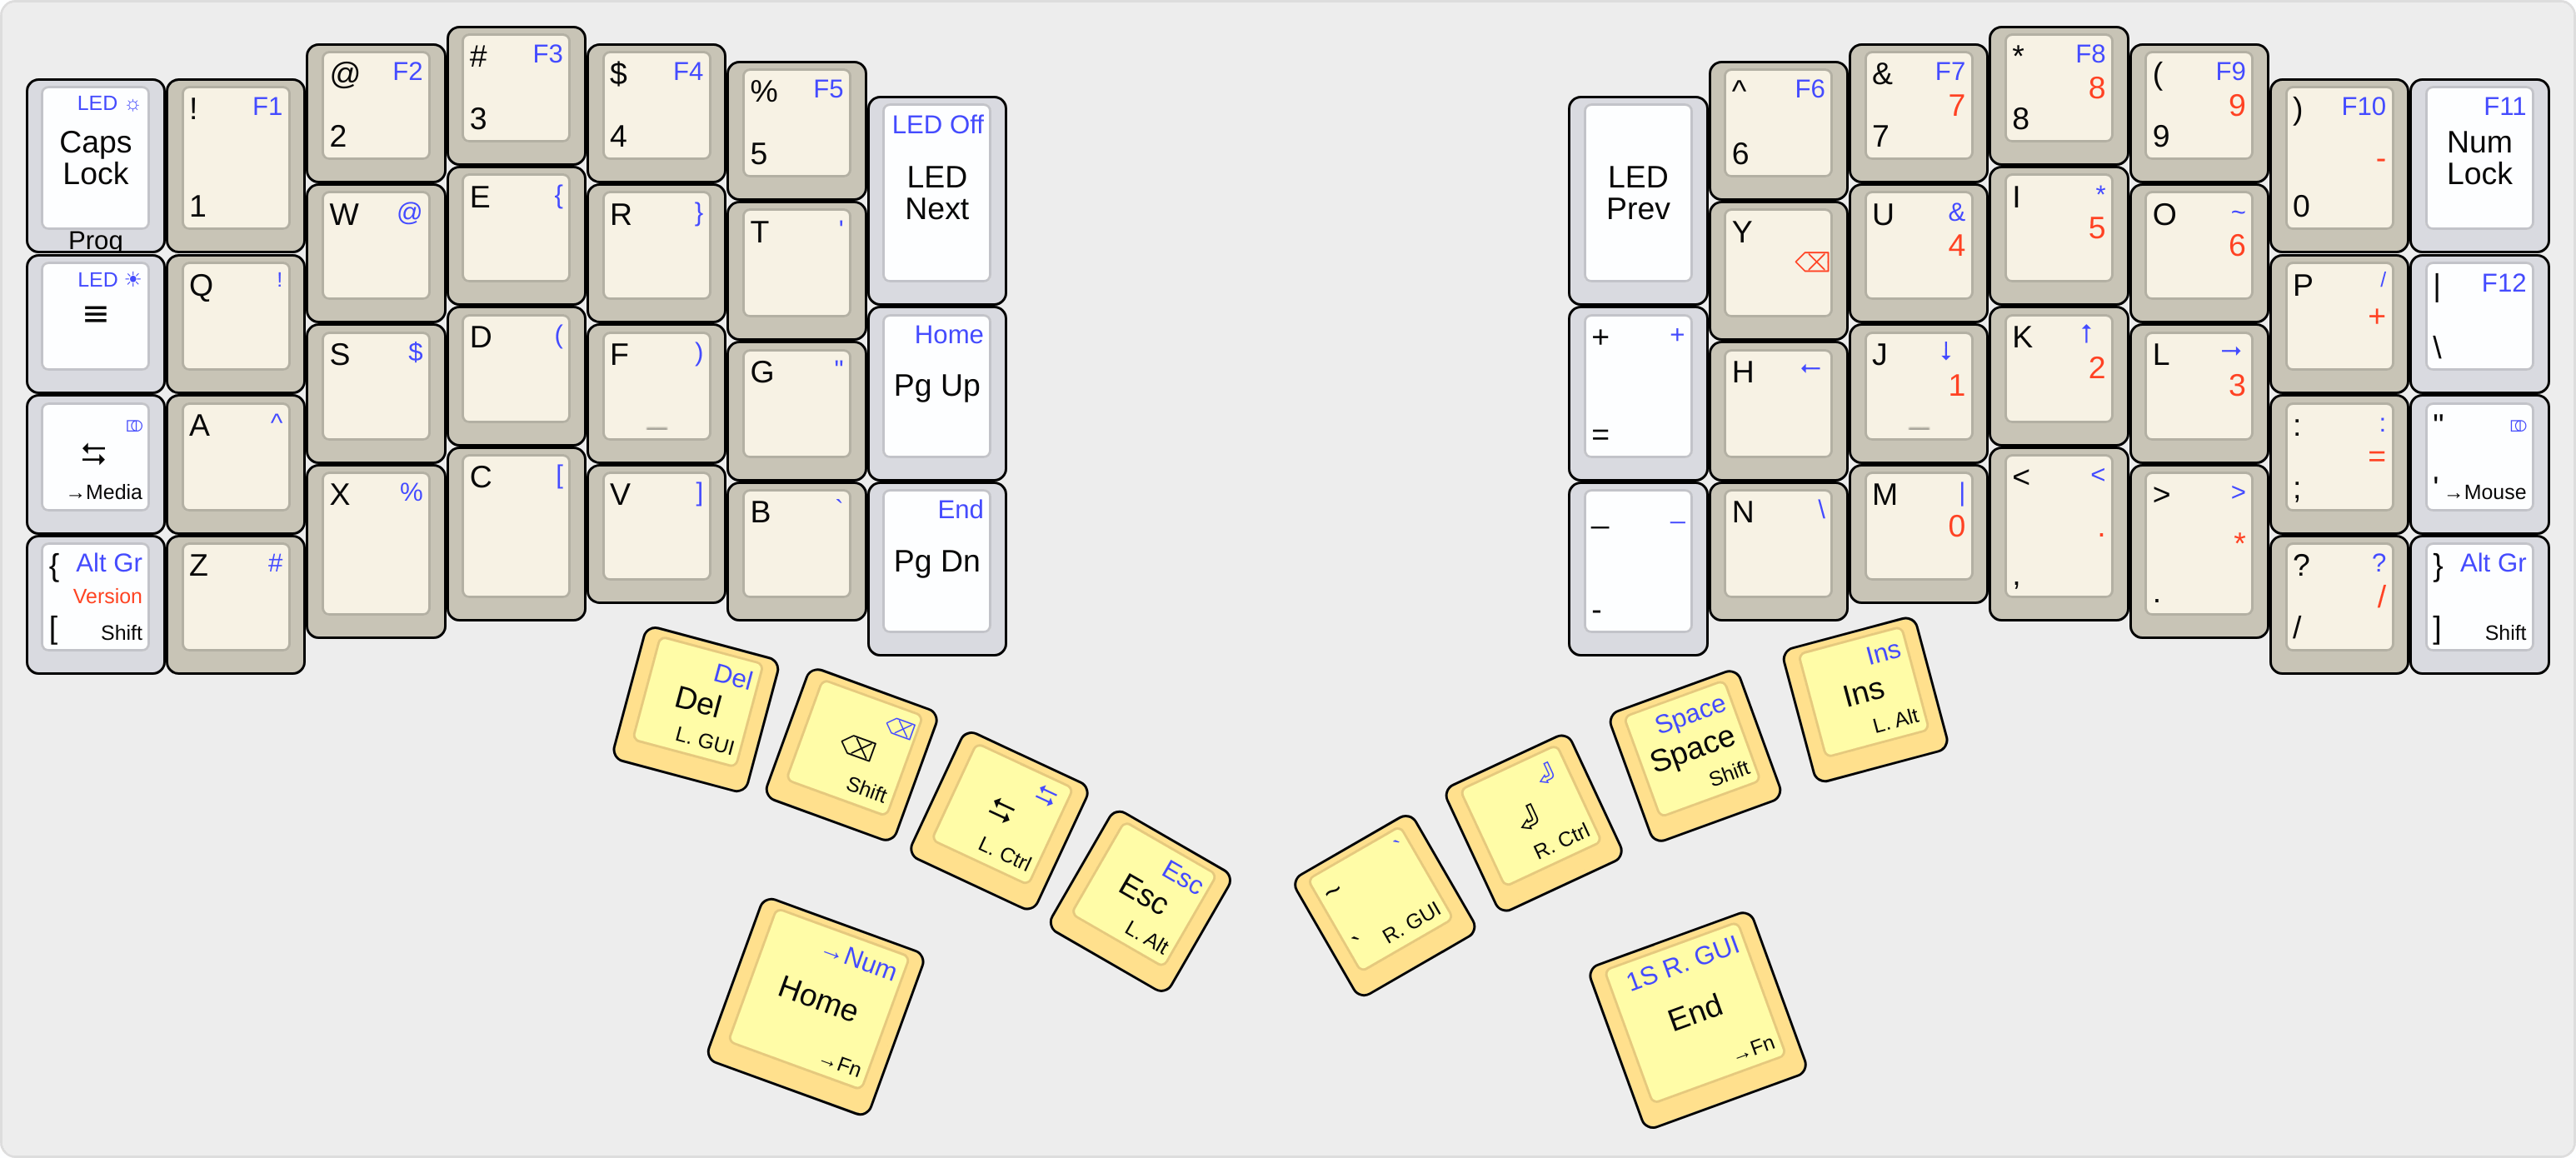 LED ☼
Caps
Lock
Prog
! F1
1
@ F2
2
# F3
3
$ F4
4
% F5
5
LED Off
LED
Next
LED ☀
≡
Q !
W @
E {
R }
T '
⇆
→Media
A ^
S $
D (
F )
_
G "
Home
Pg Up
{ Alt Gr
Version
[ Shift
Z #
X %
C [
V ]
B `
End
Pg Dn
LED
Prev
^ F6
6
& F7
7
7
* F8
8
8
( F9
9
9
) F10
-
0
F11
Num
Lock
+ +
=
Y
⌫
U &
4
I *
5
O ~
6
P /
+
| F12
\
H ←
J ↓
1
_
K ↑
2
L →
3
: :
=
;
"
' →Mouse
_ _
-
N \
M |
0
< <
.
,
> >
*
.
? ?
/
/
} Alt Gr
] Shift
Del
Del
L. GUI
⌫
⌫
Shift
⇆
⇆
L. Ctrl
Esc
Esc
L. Alt
→Num
Home
→Fn
`
~
` R. GUI
R. Ctrl
Space
Space
Shift
Ins
Ins
L. Alt
1S R. GUI
End
→Fn